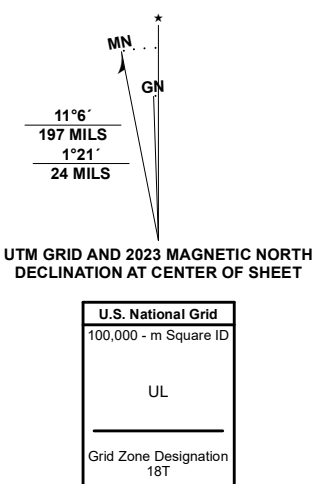 ★
MN
GN
11°6´
197 MILS
1°21´
24 MILS
UTM GRID AND 2023 MAGNETIC NORTH
DECLINATION AT CENTER OF SHEET
U.S. National Grid
100,000 - m Square ID
UL
Grid Zone Designation
18T